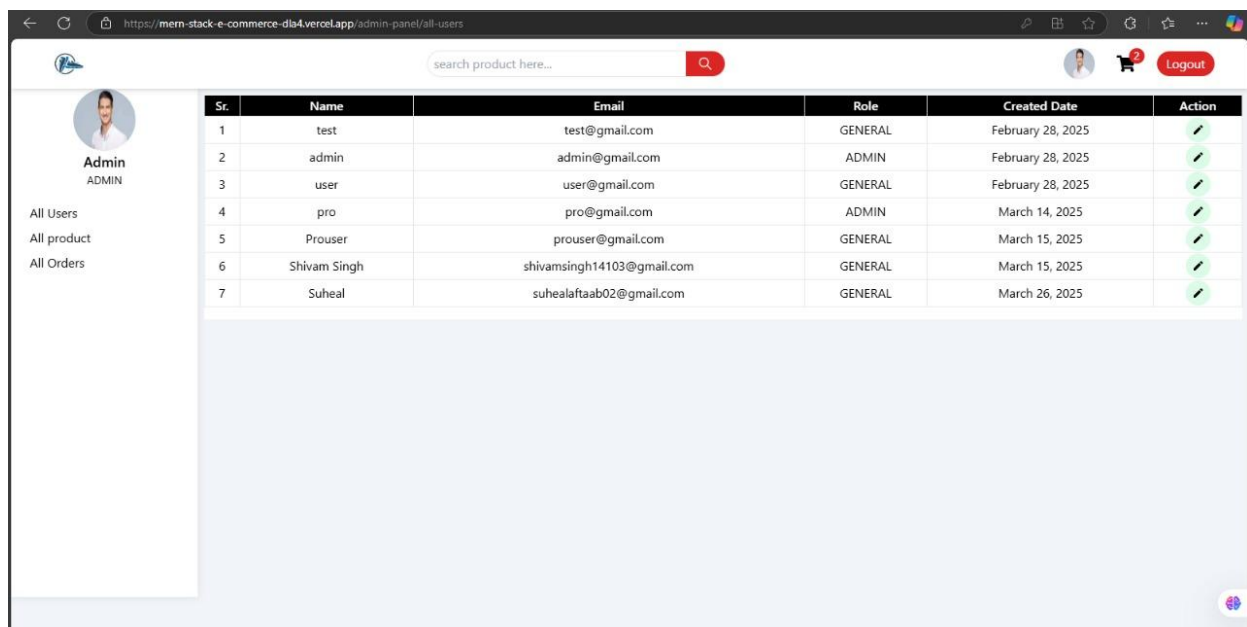 https://mern-stack-e-commerce-dla4.vercel.app/admin-panel/all-users
search product here...
2
Logout
Admin
ADMIN
All Users
All product
All Orders
Sr. Name Email Role Created Date Action
1 test test@gmail.com GENERAL February 28, 2025
2 admin admin@gmail.com ADMIN February 28, 2025
3 user user@gmail.com GENERAL February 28, 2025
4 pro pro@gmail.com ADMIN March 14, 2025
5 Prouser prouser@gmail.com GENERAL March 15, 2025
6 Shivam Singh shivamsingh14103@gmail.com GENERAL March 15, 2025
7 Suheal suhealaftaab02@gmail.com GENERAL March 26, 2025